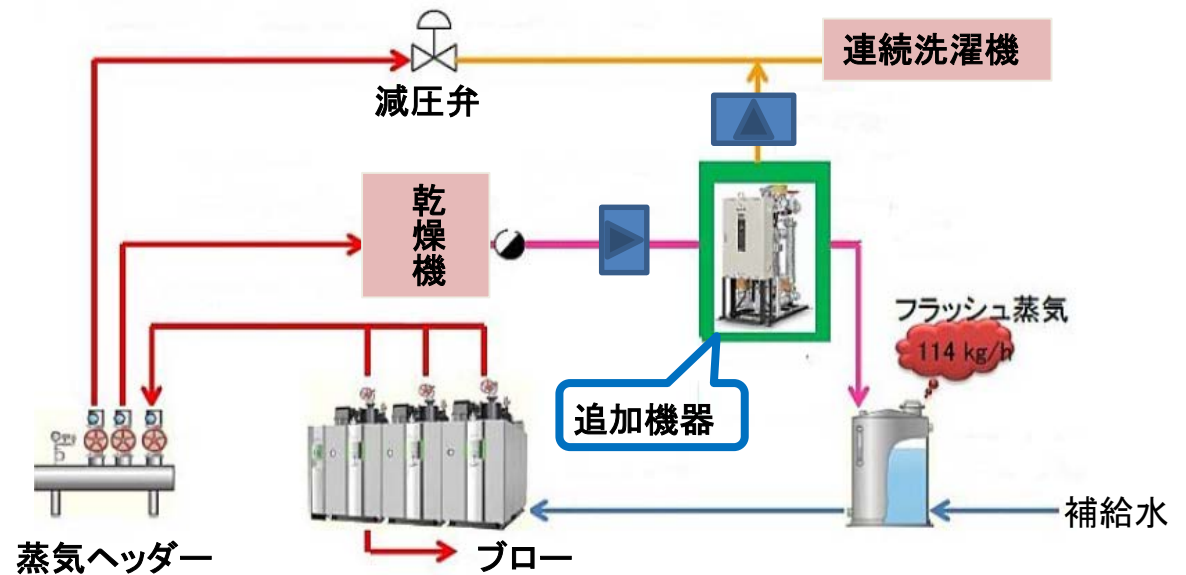 連続洗濯機
減圧弁
乾燥機
フラッシュ蒸気
114 kg/h
追加機器
補給水
蒸気ヘッダー
ブロー